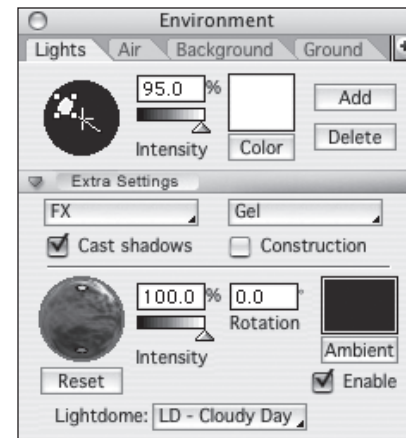 Environment
Lights Air Background Ground
95.0 %
Intensity
Color
Add
Delete
Extra Settings
FX Gel
Cast shadows Construction
100.0 % 0.0 °
Intensity
Rotation
Reset
Ambient
Enable
Lightdome: LD - Cloudy Day